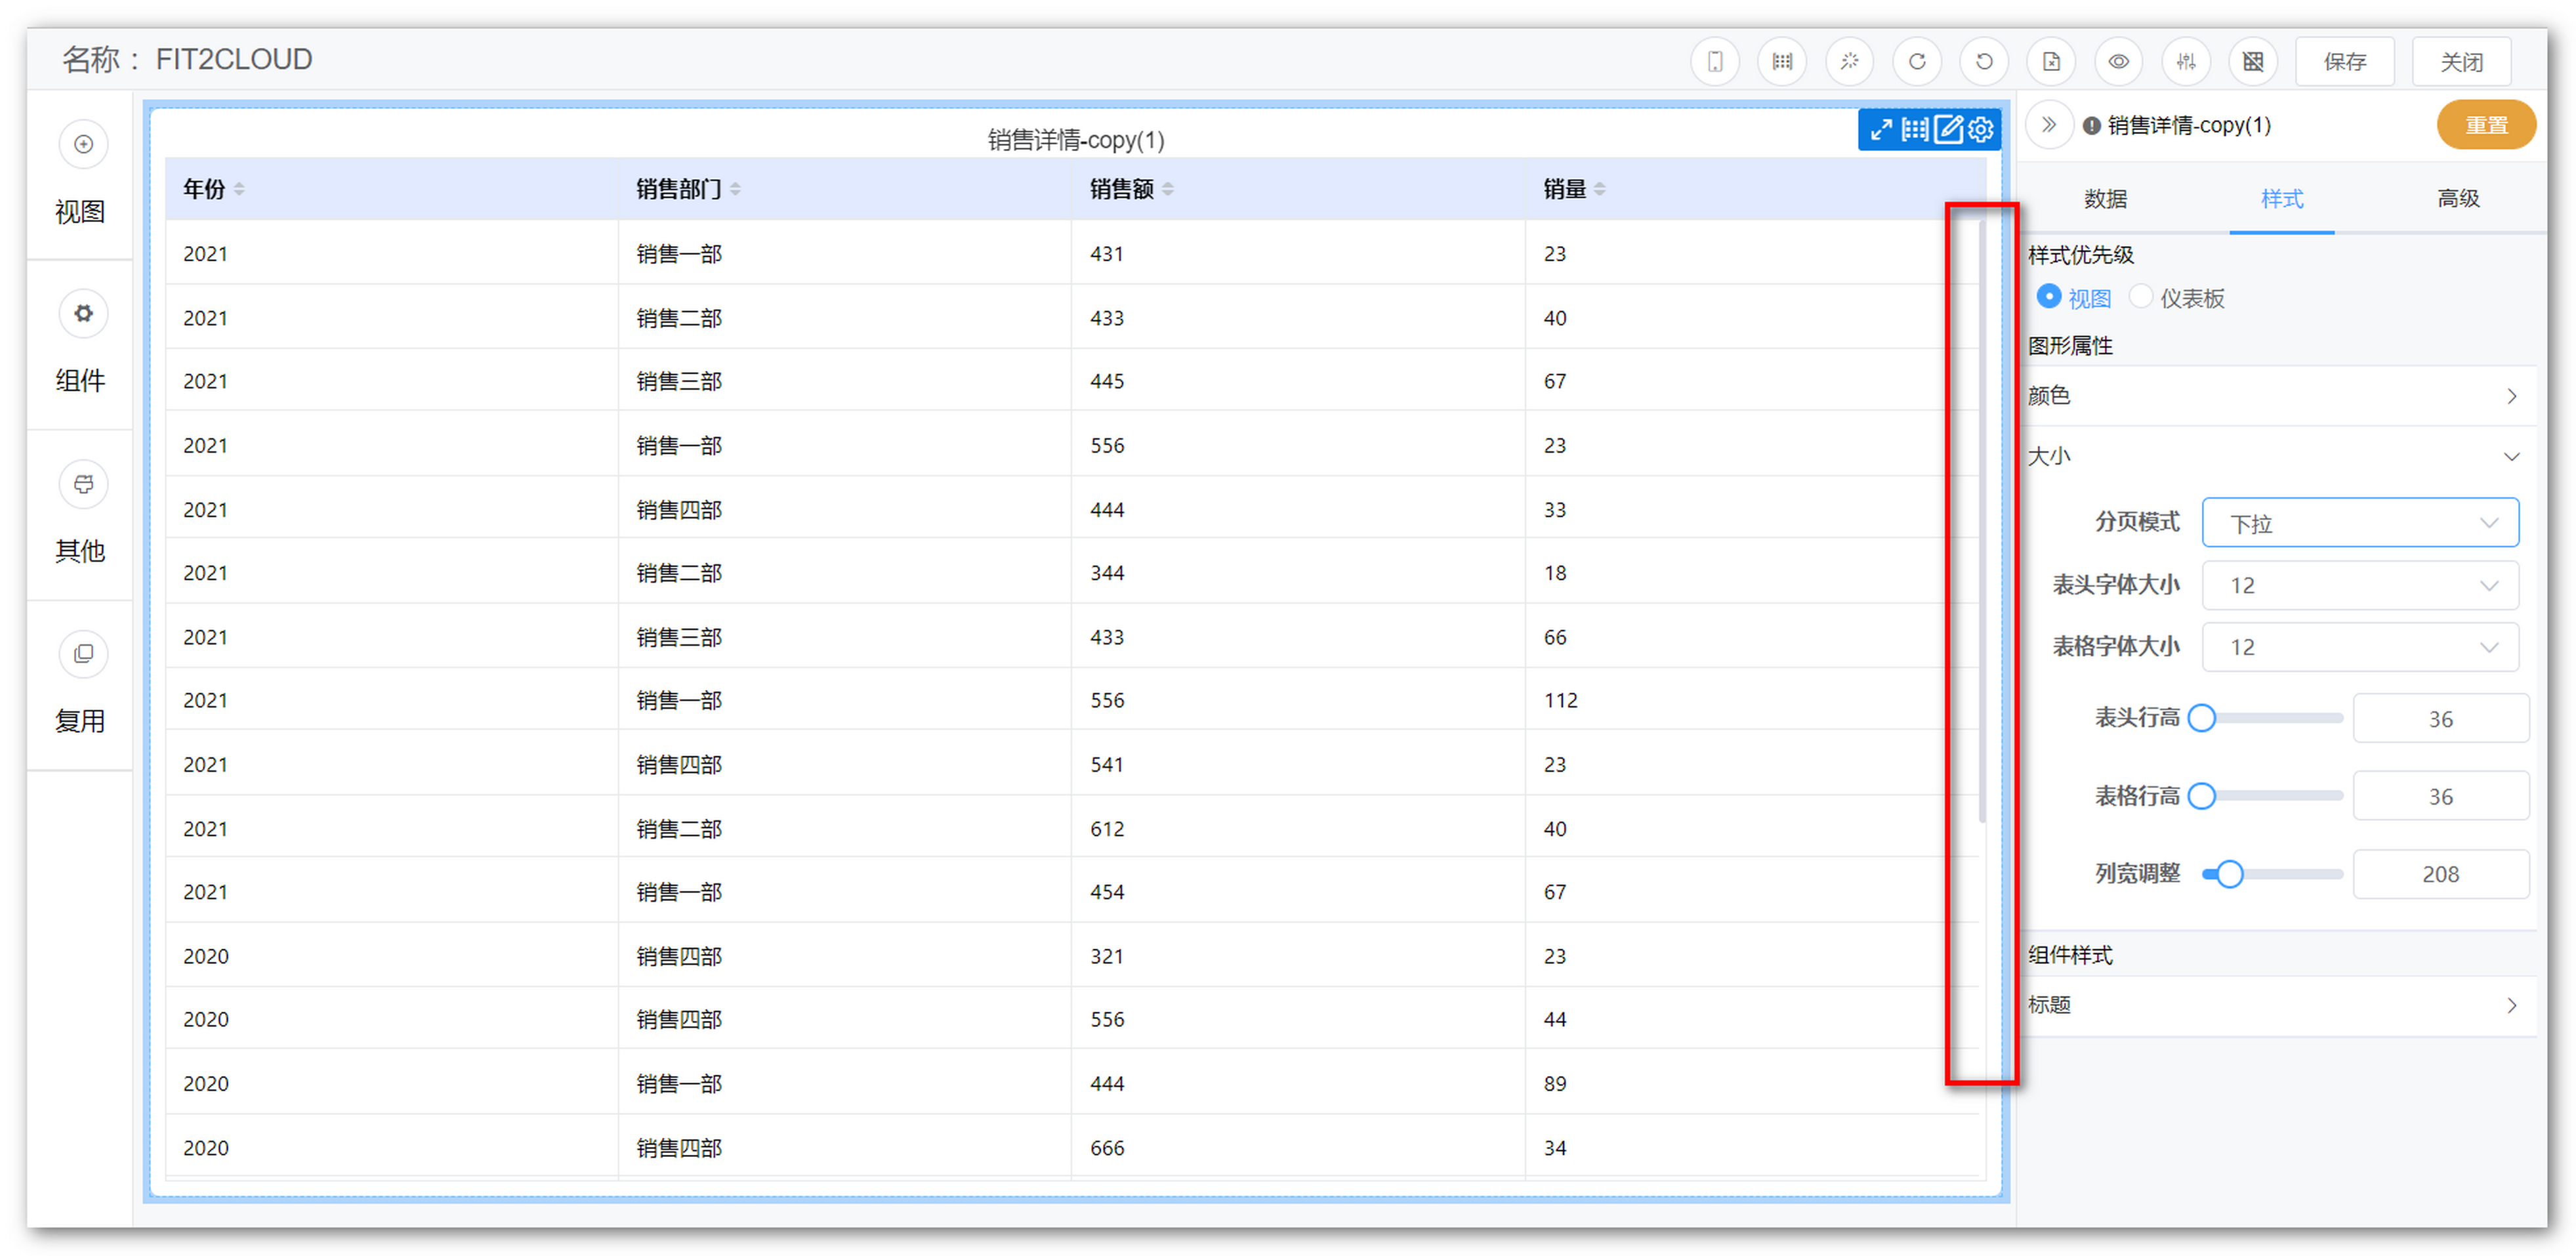 名称： FIT2CLOUD
保存 关闭
视图
组件
其他
复用
销售详情-copy(1)
年份 销售部门 销售额 销量
2021 销售一部 431 23
2021 销售二部 433 40
2021 销售三部 445 67
2021 销售一部 556 23
2021 销售四部 444 33
2021 销售二部 344 18
2021 销售三部 433 66
2021 销售一部 556 112
2021 销售四部 541 23
2021 销售二部 612 40
2021 销售一部 454 67
2020 销售四部 321 23
2020 销售四部 556 44
2020 销售一部 444 89
2020 销售四部 666 34
销售详情-copy(1) 重置
数据 样式 高级
样式优先级
视图 仪表板
图形属性
颜色
大小
分页模式 下拉
表头字体大小 12
表格字体大小 12
表头行高 36
表格行高 36
列宽调整 208
组件样式
标题